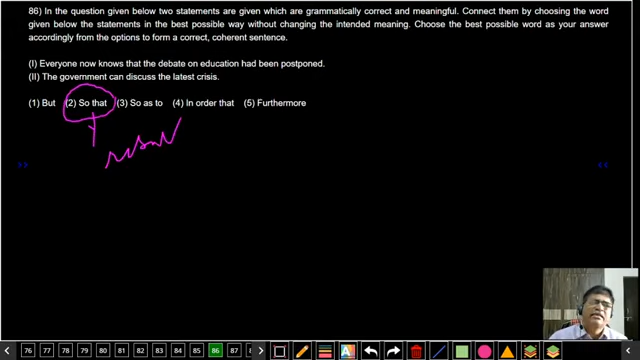 86) In the question given below two statements are given which are grammatically correct and meaningful. Connect them by choosing the word
given below the statements in the best possible way without changing the intended meaning. Choose the best possible word as your answer
accordingly from the options to form a correct, coherent sentence.
(I) Everyone now knows that the debate on education had been postponed.
(II) The government can discuss the latest crisis.
(1) But (2) So that (3) So as to (4) In order that (5) Furthermore
>> <<
76 77 78 79 80 81 82 83 84 85 86 87